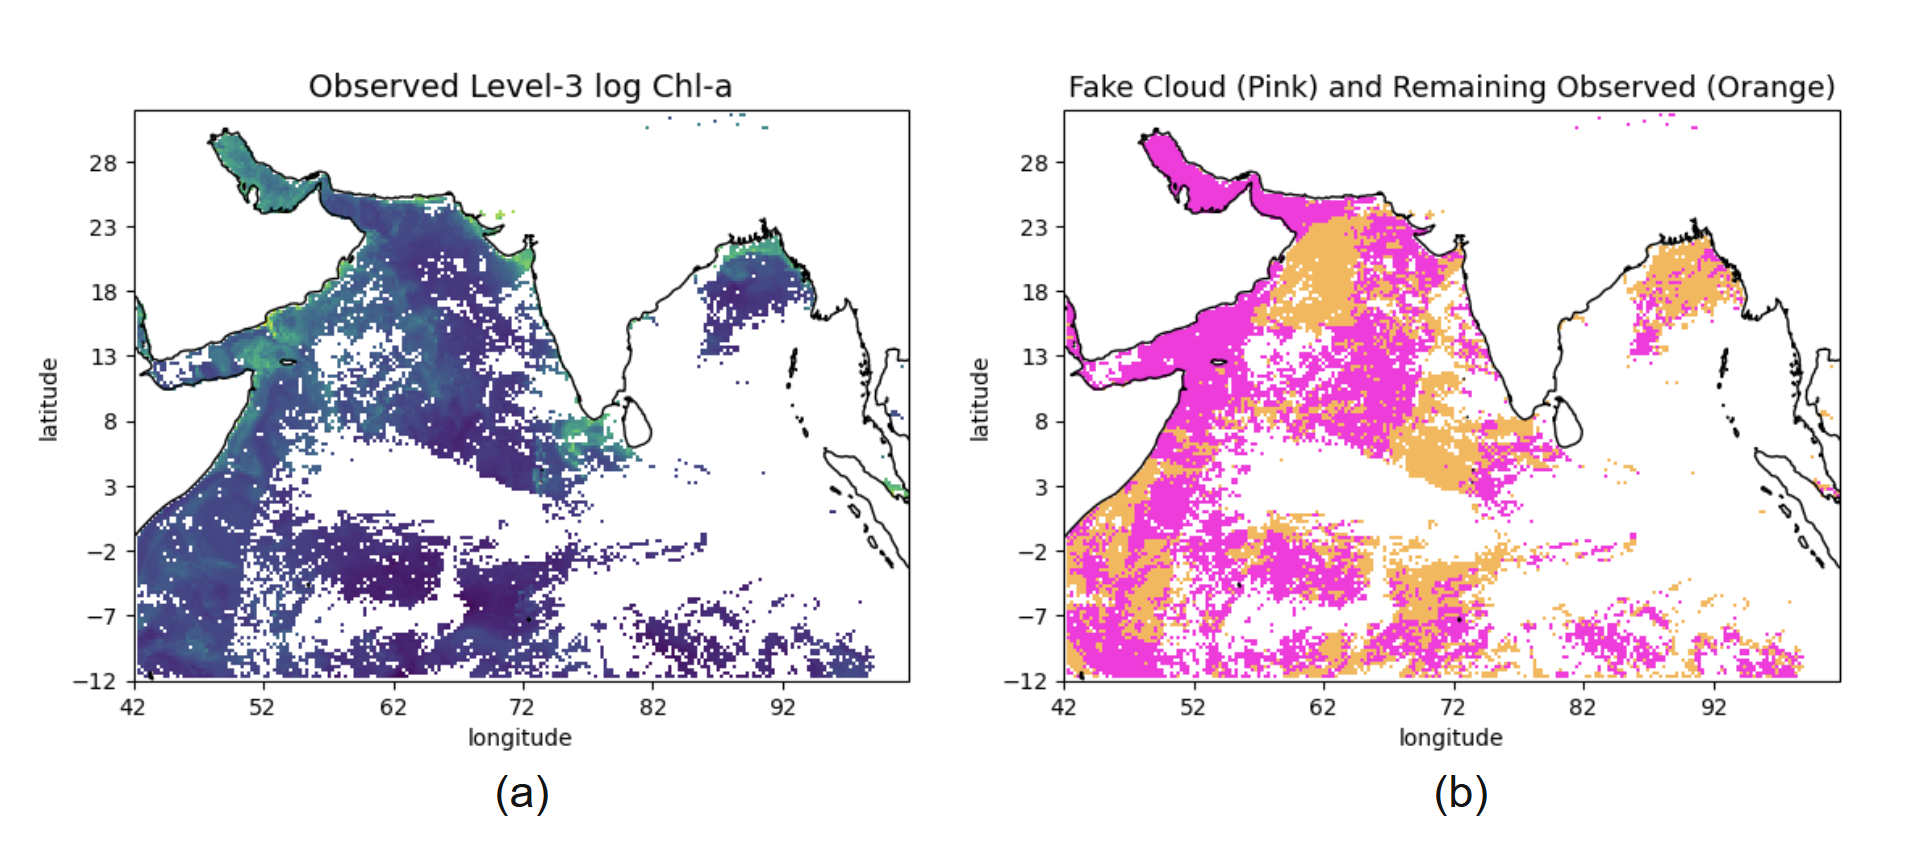 Observed Level-3 log Chl-a
28
23
18
13
8
3
−2
−7
−12
latitude
42 52 62 72 82 92
longitude
(a)
Fake Cloud (Pink) and Remaining Observed (Orange)
28
23
18
13
8
3
−2
−7
−12
latitude
42 52 62 72 82 92
longitude
(b)